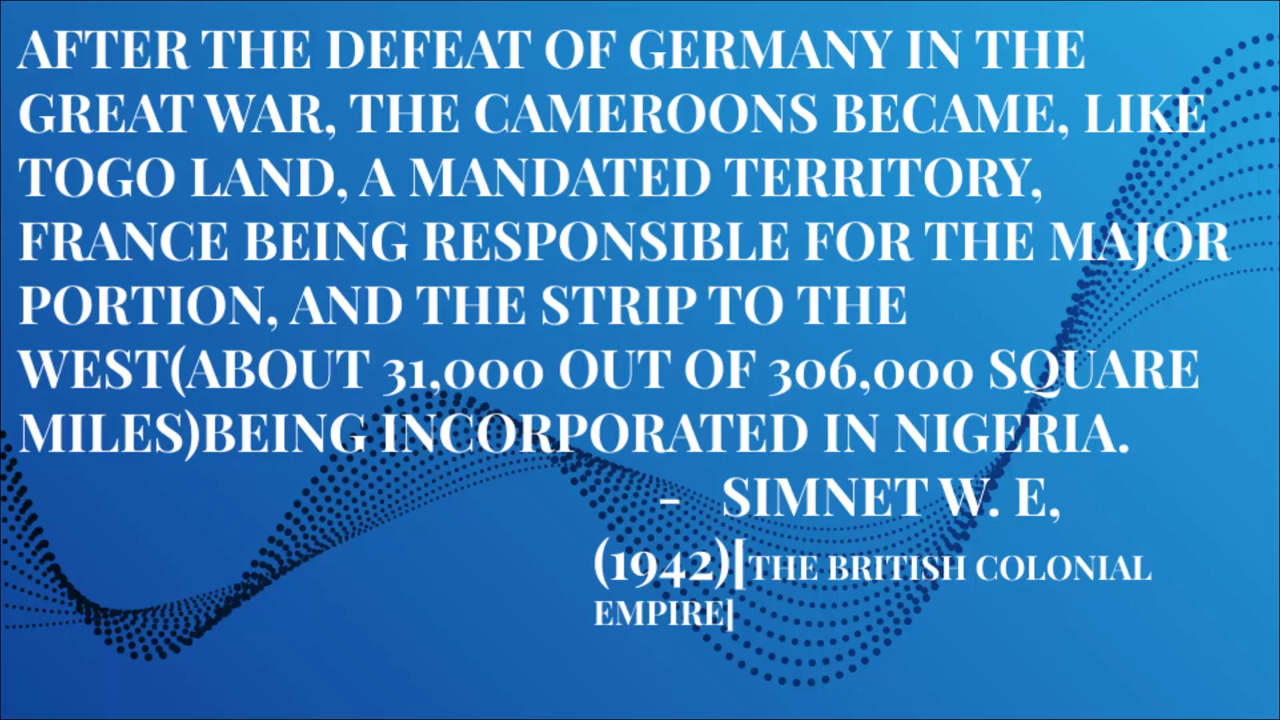 AFTER THE DEFEAT OF GERMANY IN THE
GREAT WAR, THE CAMEROONS BECAME, LIKE
TOGO LAND, A MANDATED TERRITORY,
FRANCE BEING RESPONSIBLE FOR THE MAJOR
PORTION, AND THE STRIP TO THE
WEST(ABOUT 31,000 OUT OF 306,000 SQUARE
MILES)BEING INCORPORATED IN NIGERIA.
- SIMNET W. E,
(1942)[THE BRITISH COLONIAL
EMPIRE]